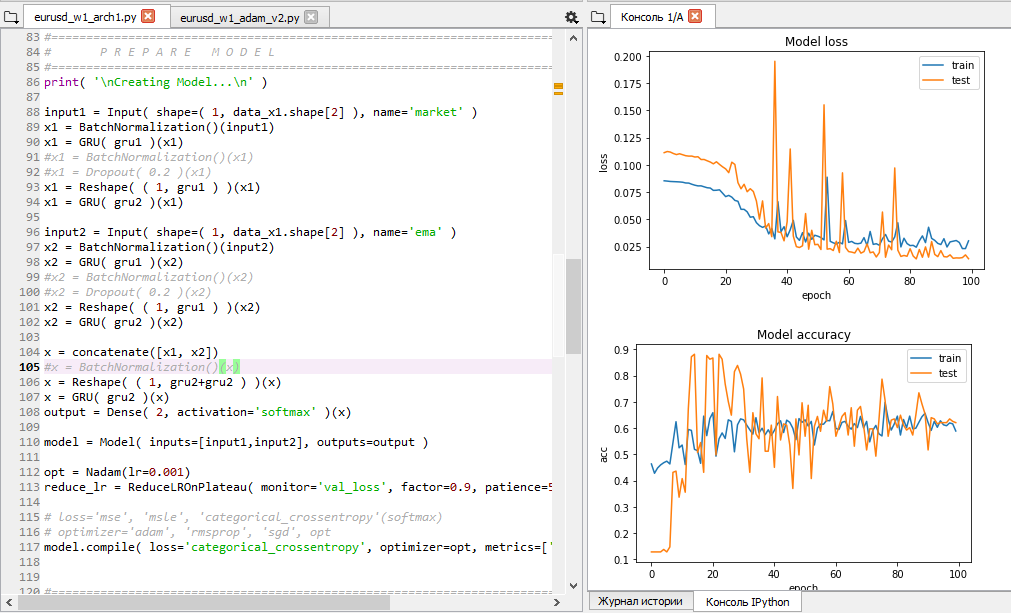 eurusd_w1_arch1.py
eurusd_w1_adam_v2.py
83 #=====================================================================
84 # P R E P A R E  M O D E L
85 #=====================================================================
86 print( '\nCreating Model...\n' )
87
88 input1 = Input( shape=( 1, data_x1.shape[2] ), name='market' )
89 x1 = BatchNormalization()(input1)
90 x1 = GRU( gru1 )(x1)
91 #x1 = BatchNormalization()(x1)
92 #x1 = Dropout( 0.2 )(x1)
93 x1 = Reshape( ( 1, gru1 ) )(x1)
94 x1 = GRU( gru2 )(x1)
95
96 input2 = Input( shape=( 1, data_x1.shape[2] ), name='ema' )
97 x2 = BatchNormalization()(input2)
98 x2 = GRU( gru1 )(x2)
99 #x2 = BatchNormalization()(x2)
100 #x2 = Dropout( 0.2 )(x2)
101 x2 = Reshape( ( 1, gru1 ) )(x2)
102 x2 = GRU( gru2 )(x2)
103
104 x = concatenate([x1, x2])
105 #x = BatchNormalization()(x)
106 x = Reshape( ( 1, gru2+gru2 ) )(x)
107 x = GRU( gru2 )(x)
108 output = Dense( 2, activation='softmax' )(x)
109
110 model = Model( inputs=[input1,input2], outputs=output )
111
112 opt = Nadam(lr=0.001)
113 reduce_lr = ReduceLROnPlateau( monitor='val_loss', factor=0.9, patience=5
114
115 # loss='mse', 'msle', 'categorical_crossentropy'(softmax)
116 # optimizer='adam', 'rmsprop', 'sgd', opt
117 model.compile( loss='categorical_crossentropy', optimizer=opt, metrics=['
118
119
120 #=====================================================================
Консоль 1/A
Model loss
train
test
0.200
0.175
0.150
0.125
0.100
0.075
0.050
0.025
loss
0 20 40 60 80 100
epoch
Model accuracy
train
test
0.9
0.8
0.7
0.6
0.5
0.4
0.3
0.2
0.1
acc
0 20 40 60 80 100
epoch
Журнал истории
Консоль IPython